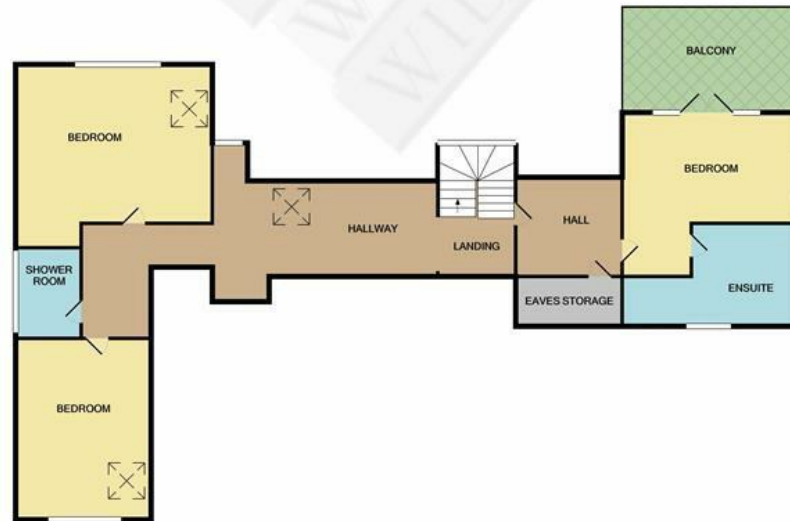 BALCONY
BEDROOM
BEDROOM
HALLWAY
HALL
LANDING
SHOWER
ROOM
ENSUITE
EAVES STORAGE
BEDROOM